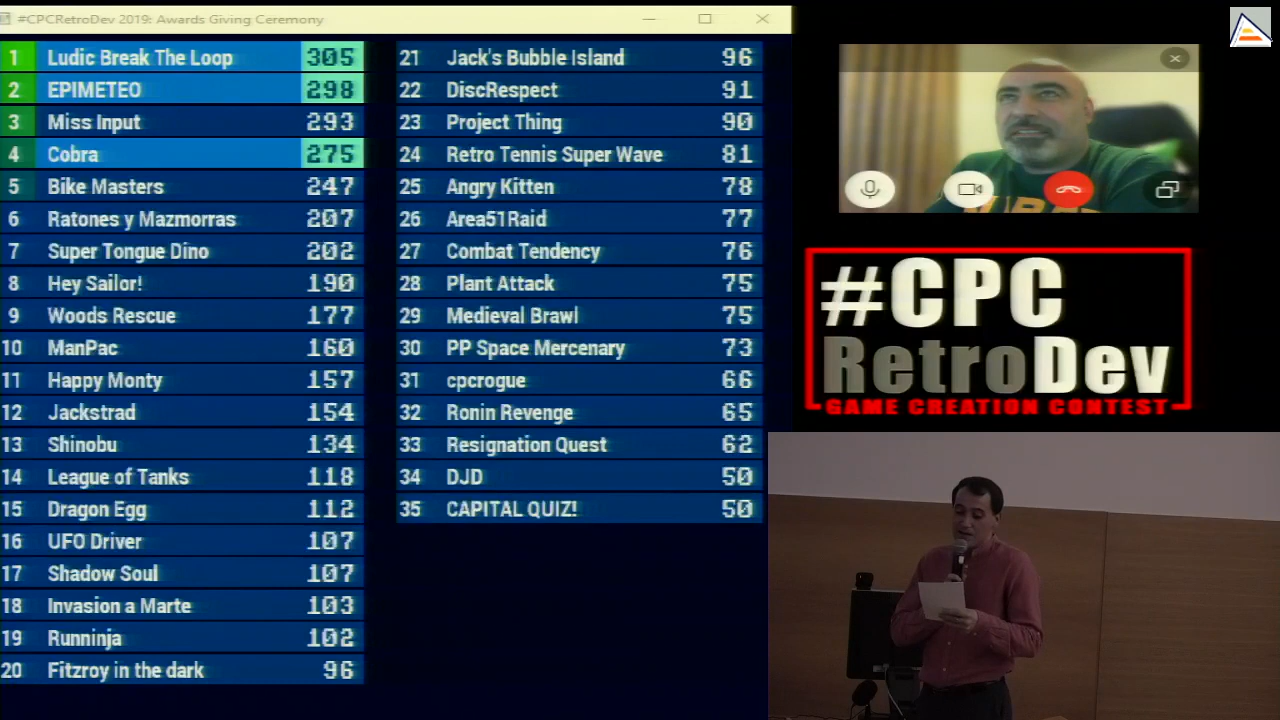 #CPCRetroDev 2019: Awards Giving Ceremony
1 Ludic Break The Loop 305
2 EPIMETEO 298
3 Miss Input 293
4 Cobra 275
5 Bike Masters 247
6 Ratones y Mazmorras 207
7 Super Tongue Dino 202
8 Hey Sailor! 190
9 Woods Rescue 177
10 ManPac 160
11 Happy Monty 157
12 Jackstrad 154
13 Shinobu 134
14 League of Tanks 118
15 Dragon Egg 112
16 UFO Driver 107
17 Shadow Soul 107
18 Invasion a Marte 103
19 Runninja 102
20 Fitzroy in the dark 96
21 Jack's Bubble Island 96
22 DiscRespect 91
23 Project Thing 90
24 Retro Tennis Super Wave 81
25 Angry Kitten 78
26 Area51Raid 77
27 Combat Tendency 76
28 Plant Attack 75
29 Medieval Brawl 75
30 PP Space Mercenary 73
31 cpcrogue 66
32 Ronin Revenge 65
33 Resignation Quest 62
34 DJD 50
35 CAPITAL QUIZ! 50
#CPC
RetroDev
GAME CREATION CONTEST